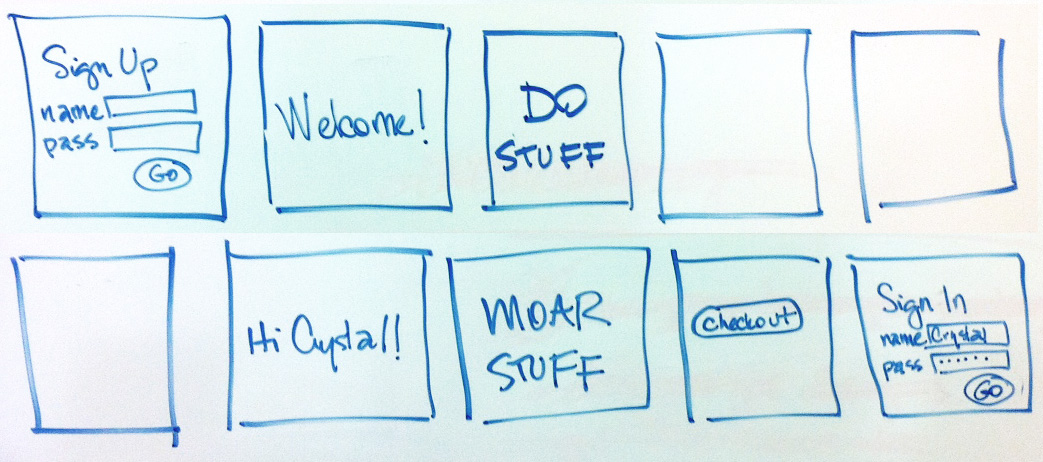 Sign Up
name
pass
GO
Welcome!
DO
STUFF
Hi Crystal!
MOAR
STUFF
checkout
Sign In
name Crystal
pass ......
GO